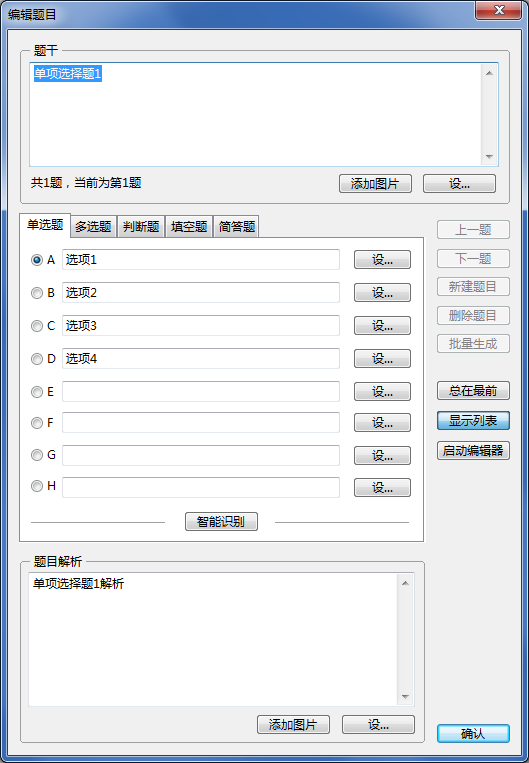 编辑题目
题干
单项选择题1
共1题，当前为第1题
添加图片
设...
单选题
多选题
判断题
填空题
简答题
A 选项1 设...
B 选项2 设...
C 选项3 设...
D 选项4 设...
E 设...
F 设...
G 设...
H 设...
智能识别
上一题
下一题
新建题目
删除题目
批量生成
总在最前
显示列表
启动编辑器
题目解析
单项选择题1解析
添加图片
设...
确认